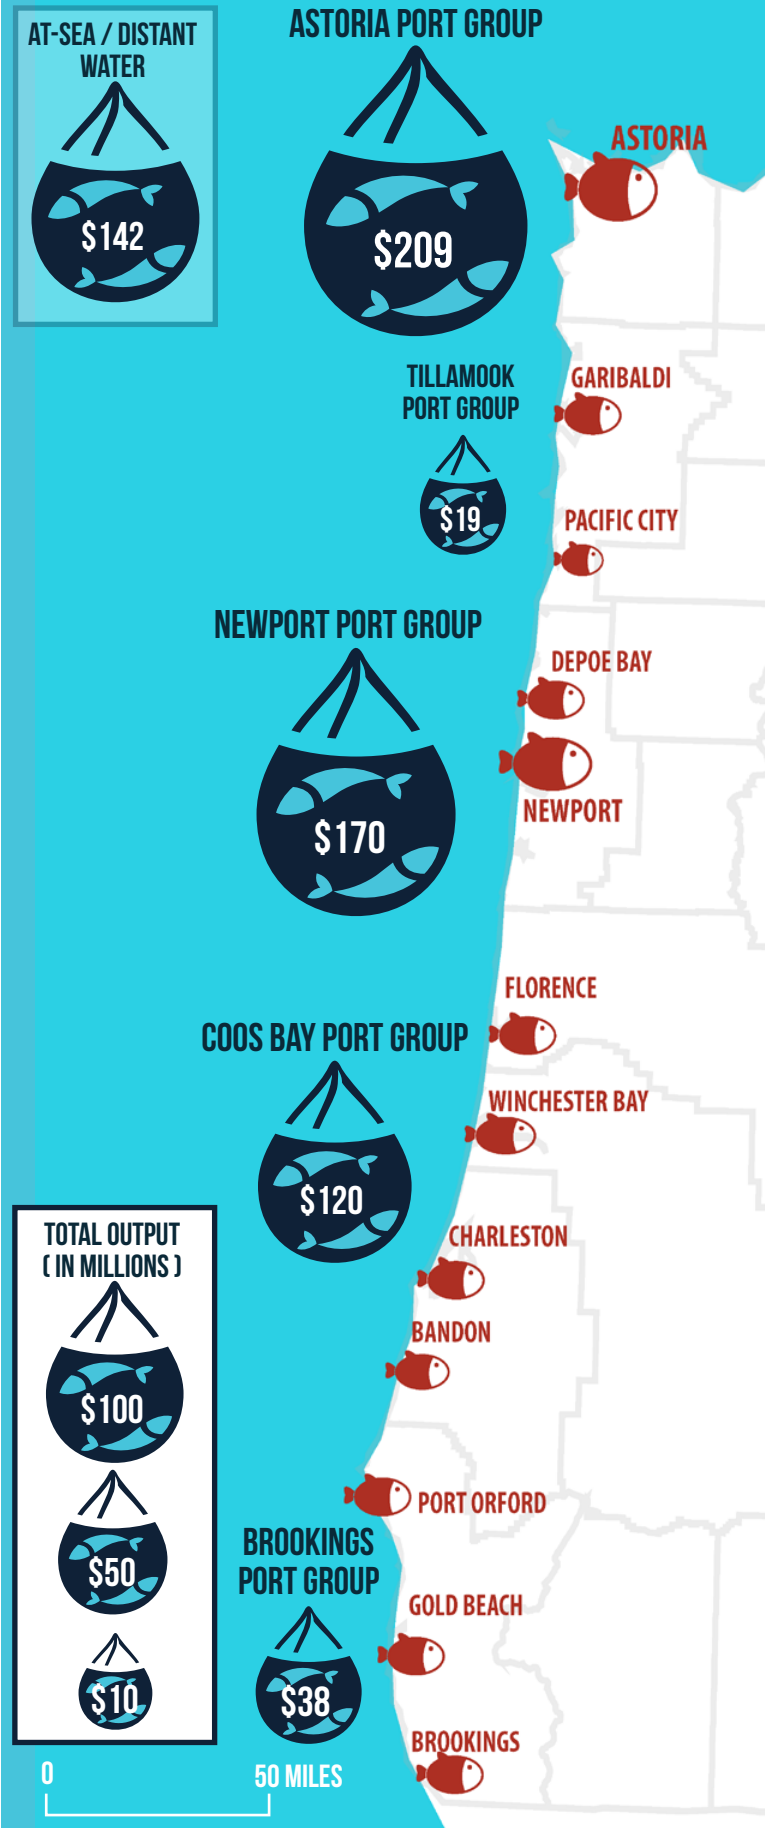 AT-SEA / DISTANT
WATER
$142
ASTORIA PORT GROUP
$209
ASTORIA
TILLAMOOK
PORT GROUP
$19
GARIBALDI
PACIFIC CITY
NEWPORT PORT GROUP
$170
DEPOE BAY
NEWPORT
FLORENCE
COOS BAY PORT GROUP
$120
WINCHESTER BAY
CHARLESTON
BANDON
PORT ORFORD
BROOKINGS
PORT GROUP
$38
GOLD BEACH
BROOKINGS
TOTAL OUTPUT
( IN MILLIONS )
$100
$50
$10
0
50 MILES